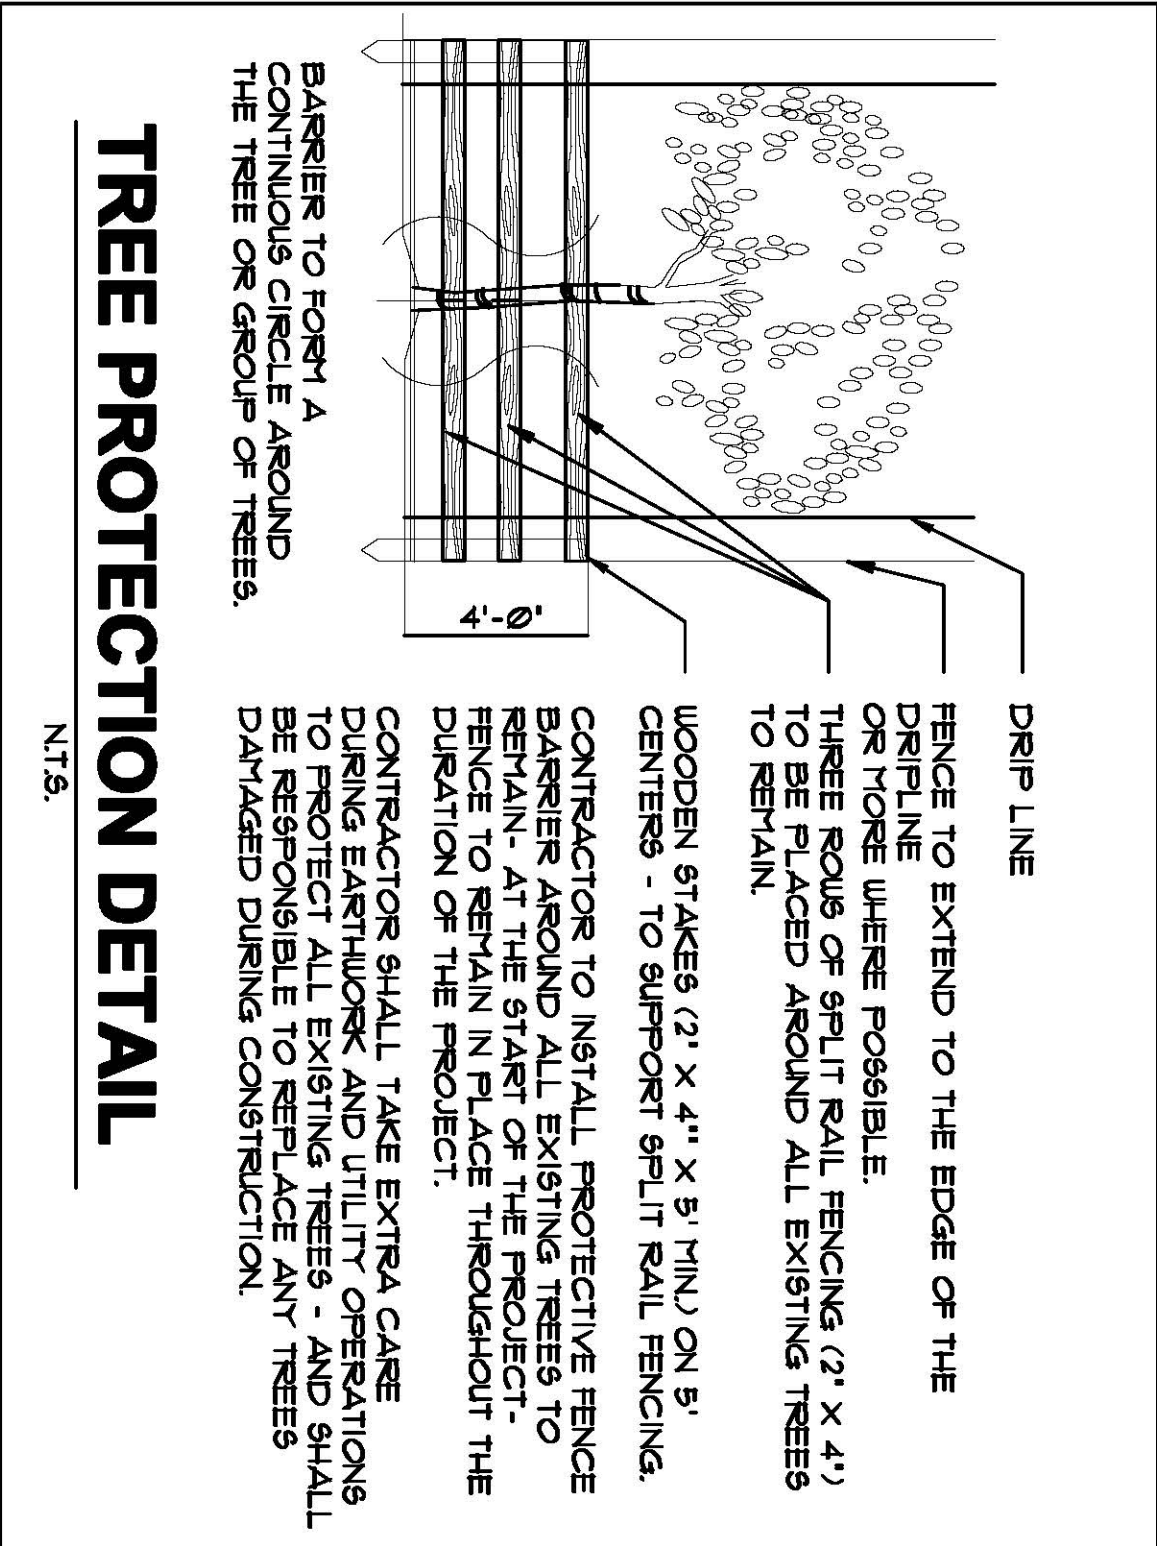 DRIP LINE
FENCE TO EXTEND TO THE EDGE OF THE
DRIPLINE
OR MORE WHERE POSSIBLE.
THREE ROWS OF SPLIT RAIL FENCING (2" X 4")
TO BE PLACED AROUND ALL EXISTING TREES
TO REMAIN.
WOODEN STAKES (2" X 4" X 5' MIN.) ON 5'
CENTERS - TO SUPPORT SPLIT RAIL FENCING.
4'-0"
CONTRACTOR TO INSTALL PROTECTIVE FENCE
BARRIER AROUND ALL EXISTING TREES TO
REMAIN- AT THE START OF THE PROJECT-
FENCE TO REMAIN IN PLACE THROUGHOUT THE
DURATION OF THE PROJECT.
CONTRACTOR SHALL TAKE EXTRA CARE
DURING EARTHWORK AND UTILITY OPERATIONS
TO PROTECT ALL EXISTING TREES - AND SHALL
BE RESPONSIBLE TO REPLACE ANY TREES
DAMAGED DURING CONSTRUCTION.
BARRIER TO FORM A
CONTINUOUS CIRCLE AROUND
THE TREE OR GROUP OF TREES.
TREE PROTECTION DETAIL
N.T.S.